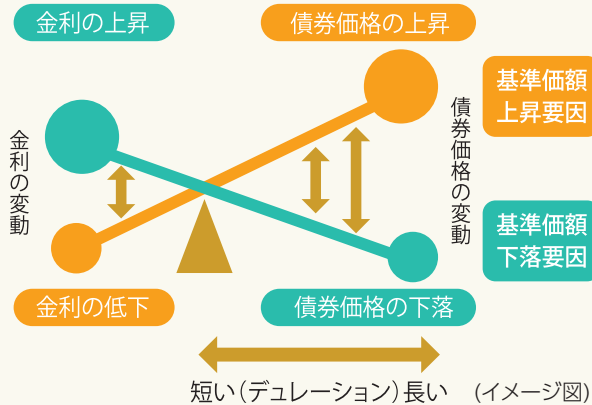 金利の上昇
債券価格の上昇
基準価額
上昇要因
金利の変動
債券価格の変動
基準価額
下落要因
金利の低下
債券価格の下落
短い(デュレーション)長い (イメージ図)